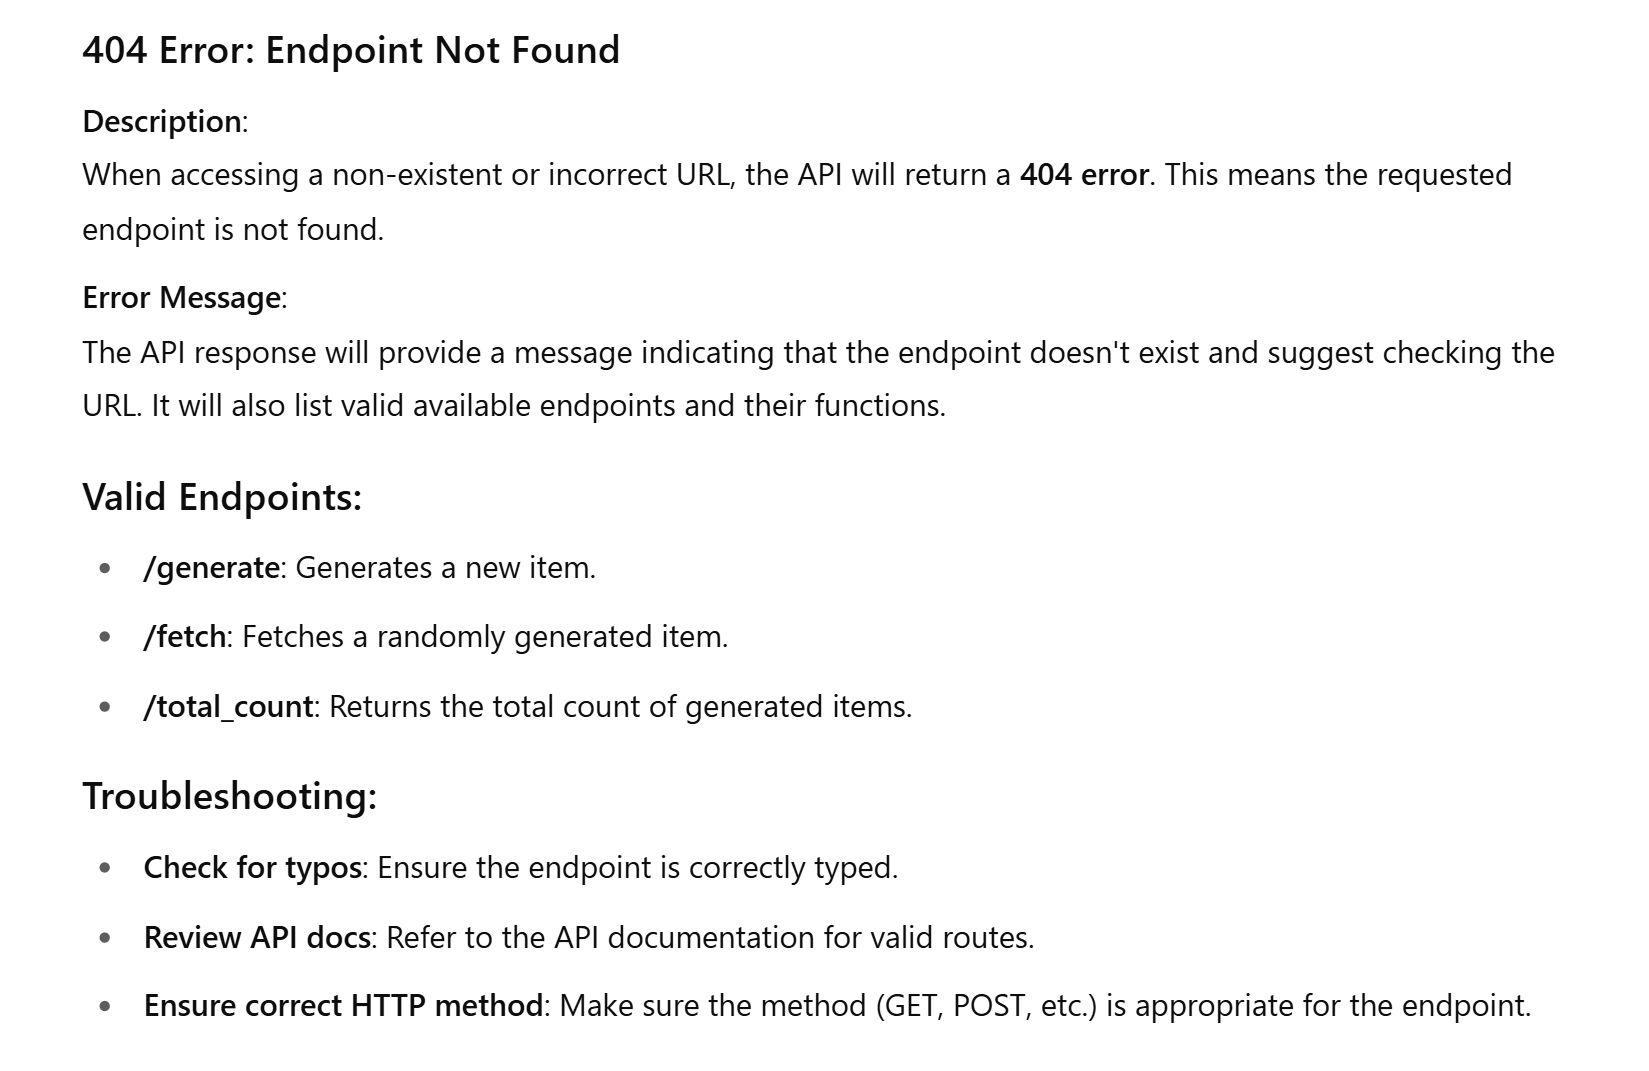 404 Error: Endpoint Not Found
Description:
When accessing a non-existent or incorrect URL, the API will return a 404 error. This means the requested
endpoint is not found.
Error Message:
The API response will provide a message indicating that the endpoint doesn't exist and suggest checking the
URL. It will also list valid available endpoints and their functions.
Valid Endpoints:
• /generate: Generates a new item.
• /fetch: Fetches a randomly generated item.
• /total_count: Returns the total count of generated items.
Troubleshooting:
• Check for typos: Ensure the endpoint is correctly typed.
• Review API docs: Refer to the API documentation for valid routes.
• Ensure correct HTTP method: Make sure the method (GET, POST, etc.) is appropriate for the endpoint.